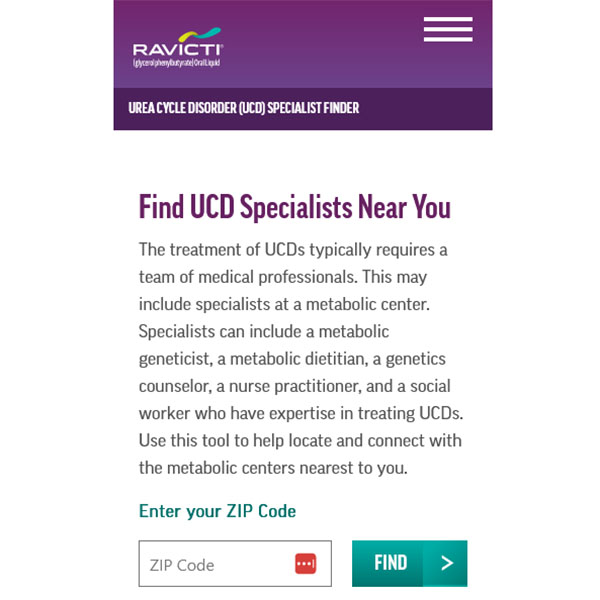 RAVICTI®
(glycerol phenylbutyrate) Oral Liquid
UREA CYCLE DISORDER (UCD) SPECIALIST FINDER
Find UCD Specialists Near You
The treatment of UCDs typically requires a
team of medical professionals. This may
include specialists at a metabolic center.
Specialists can include a metabolic
geneticist, a metabolic dietitian, a genetics
counselor, a nurse practitioner, and a social
worker who have expertise in treating UCDs.
Use this tool to help locate and connect with
the metabolic centers nearest to you.
Enter your ZIP Code
ZIP Code
FIND >